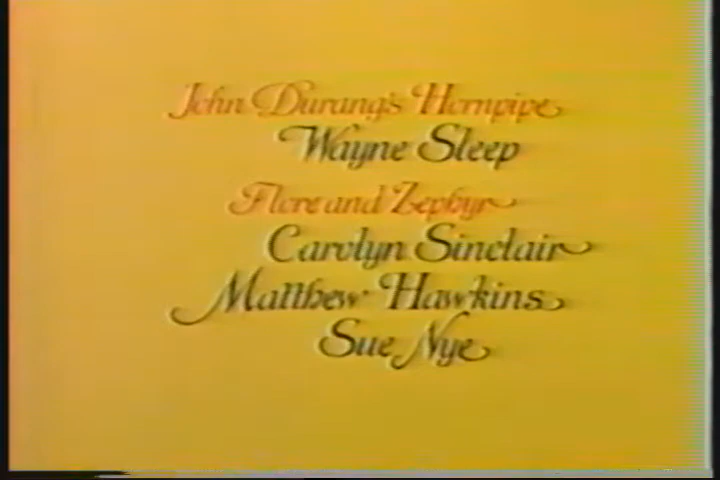 John Durang's Hornpipe
Wayne Sleep
Flore and Zephyr
Carolyn Sinclair
Matthew Hawkins
Sue Nye